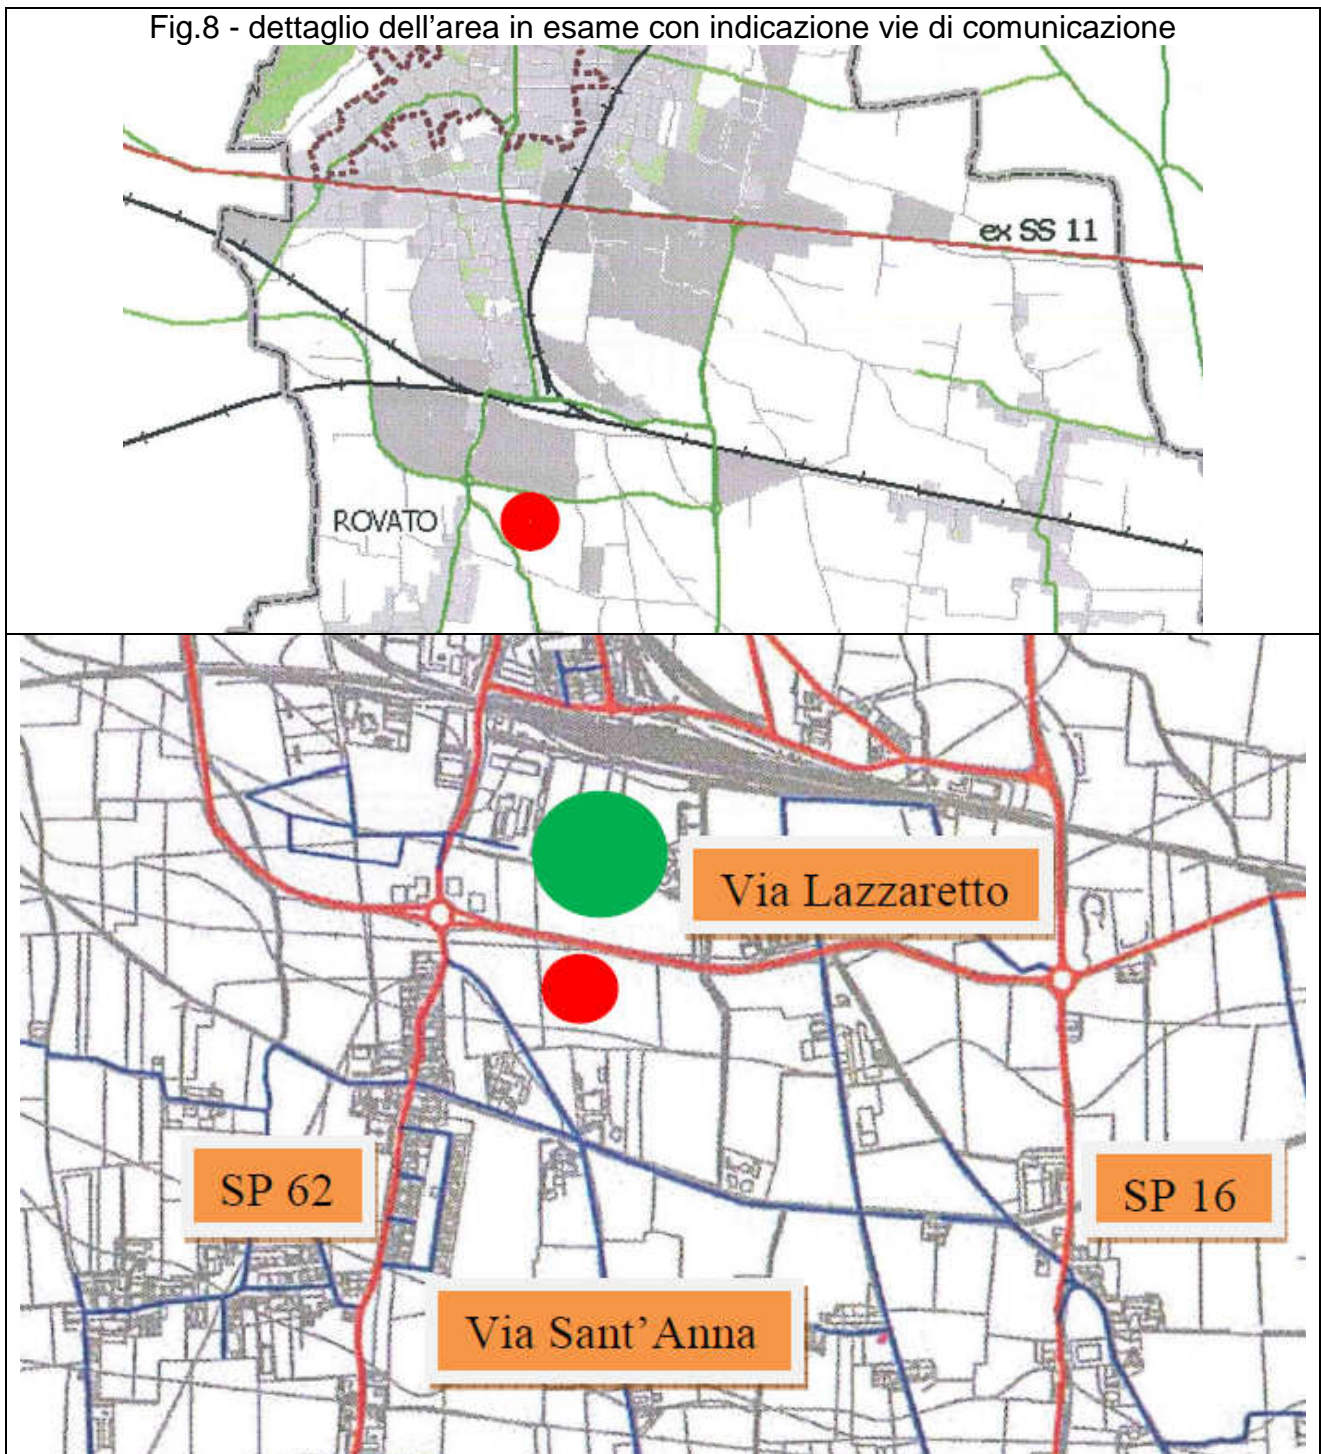 Fig.8 - dettaglio dell’area in esame con indicazione vie di comunicazione
ex SS 11
ROVATO
Via Lazzaretto
SP 62
SP 16
Via Sant’Anna